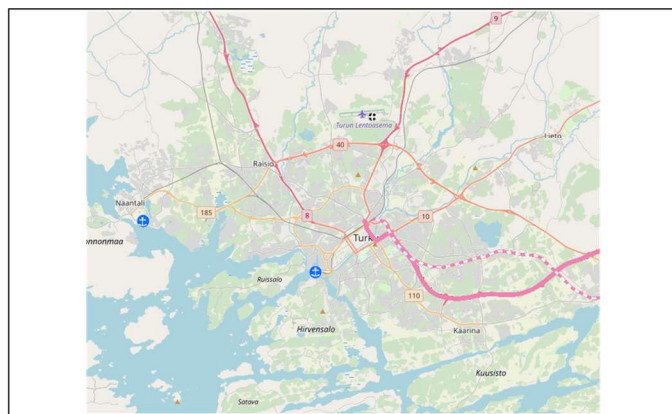 9
Turun Lentoasema
Lieto
40
Raisio
Naantali
185
8
10
onnonmaa
Turk
Ruissalo
110
Kaarina
Hirvensalo
Kuusisto
Satava